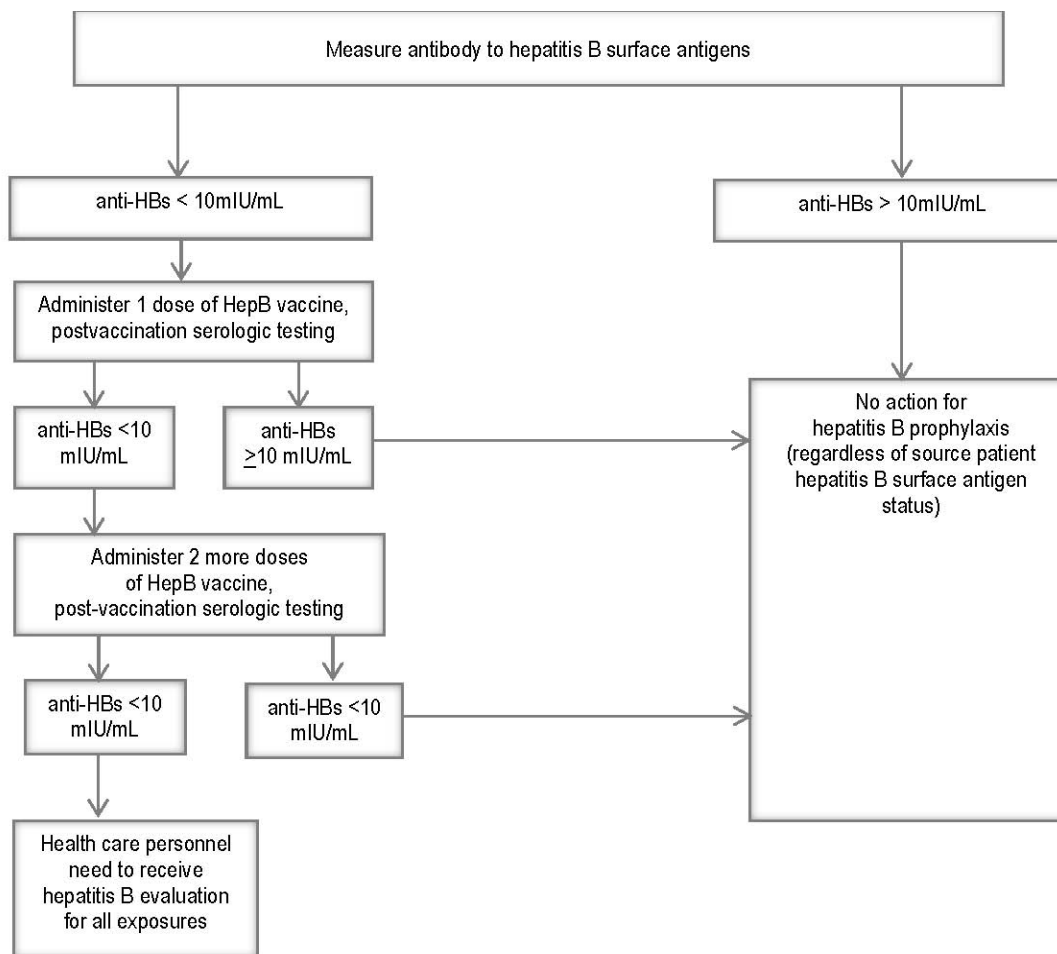 Measure antibody to hepatitis B surface antigens
anti-HBs < 10mIU/mL
anti-HBs > 10mIU/mL
Administer 1 dose of HepB vaccine,
postvaccination serologic testing
anti-HBs <10
mIU/mL
anti-HBs
≥10 mIU/mL
No action for
hepatitis B prophylaxis
(regardless of source patient
hepatitis B surface antigen
status)
Administer 2 more doses
of HepB vaccine,
post-vaccination serologic testing
anti-HBs <10
mIU/mL
anti-HBs <10
mIU/mL
Health care personnel
need to receive
hepatitis B evaluation
for all exposures